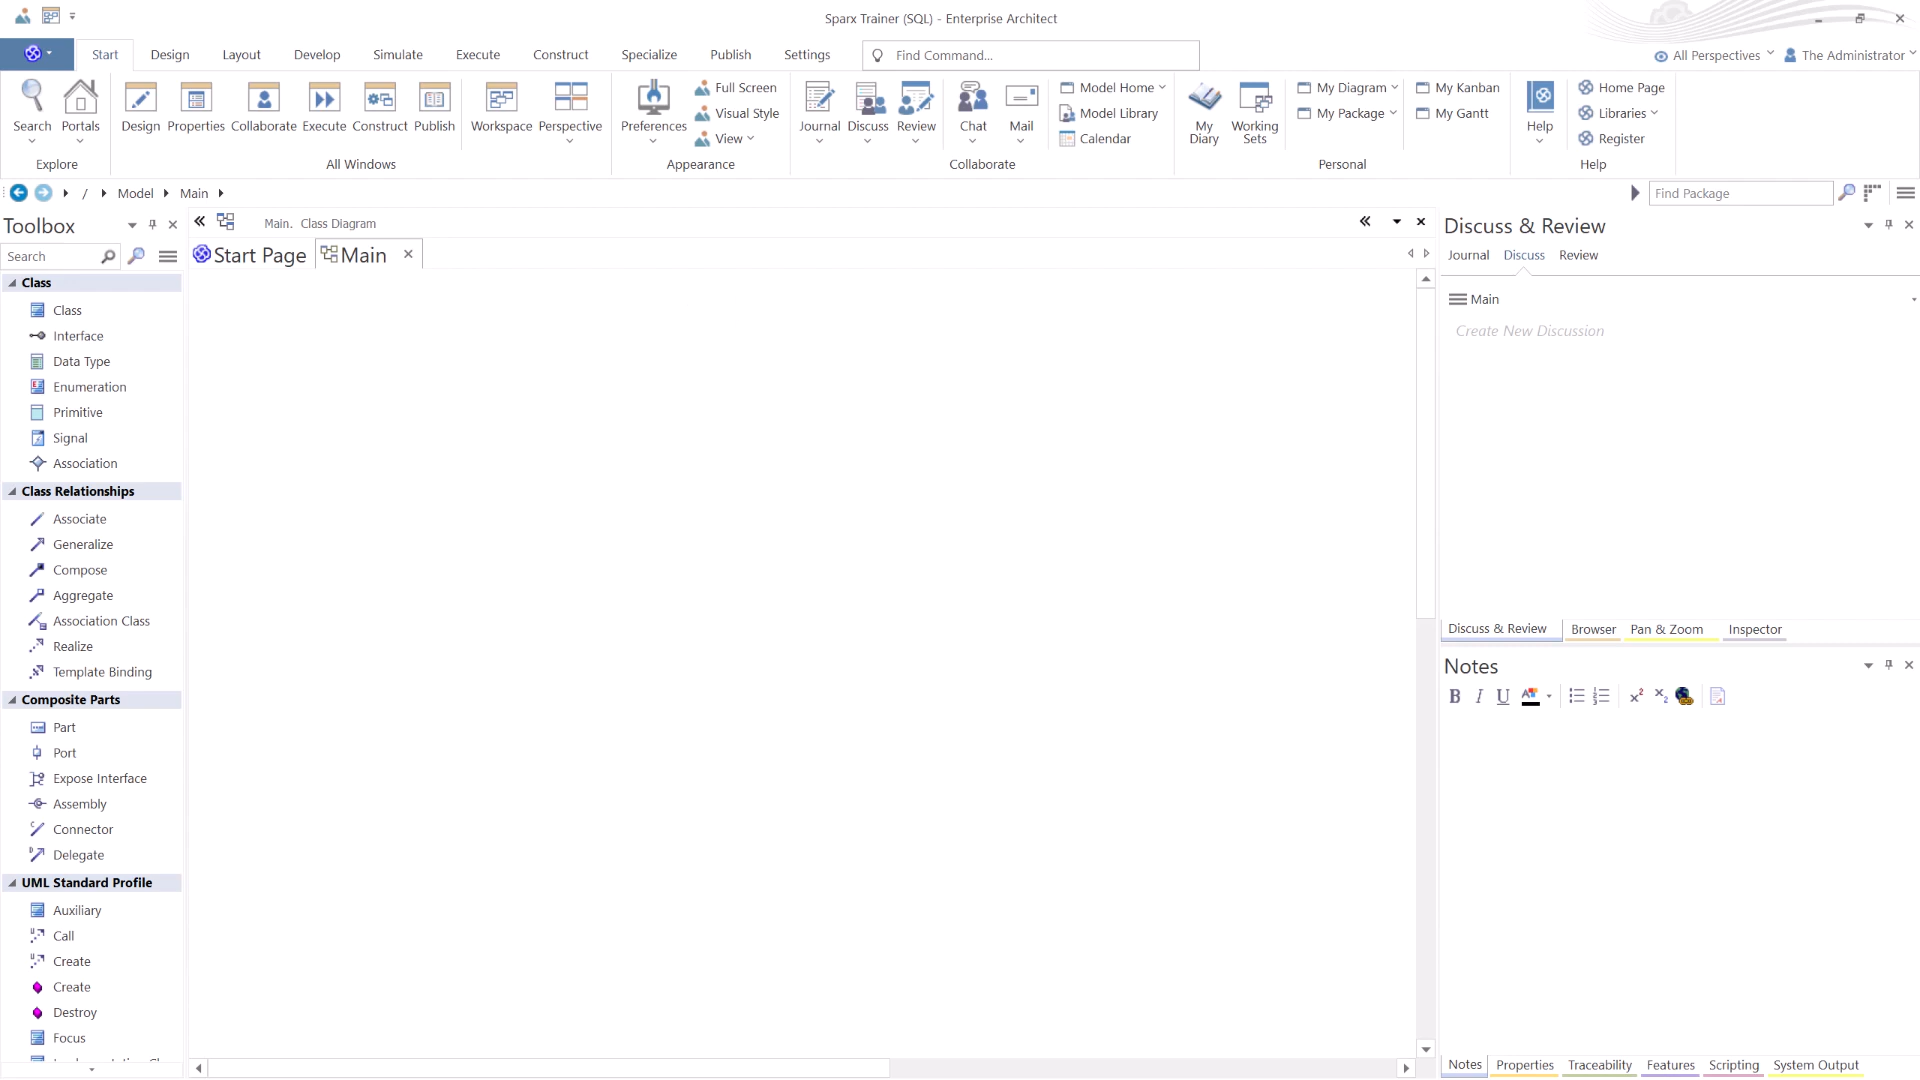 Sparx Trainer (SQL) - Enterprise Architect
Start Design Layout Develop Simulate Execute Construct Specialize Publish Settings Find Command... All Perspectives The Administrator
Search Portals Design Properties Collaborate Execute Construct Publish Workspace Perspective Preferences Full Screen Visual Style View Journal Discuss Review Chat Mail Model Home Model Library Calendar My Diary Working Sets My Diagram My Package My Kanban My Gantt Help Home Page Libraries Register
Explore All Windows Appearance Collaborate Personal Help
/ Model Main Find Package
Toolbox
Search
Class
Class
Interface
Data Type
Enumeration
Primitive
Signal
Association
Class Relationships
Associate
Generalize
Compose
Aggregate
Association Class
Realize
Template Binding
Composite Parts
Part
Port
Expose Interface
Assembly
Connector
Delegate
UML Standard Profile
Auxiliary
Call
Create
Create
Destroy
Focus
Main. Class Diagram
Start Page Main
Discuss & Review
Journal Discuss Review
Main
Create New Discussion
Discuss & Review Browser Pan & Zoom Inspector
Notes
B I U A
Notes Properties Traceability Features Scripting System Output